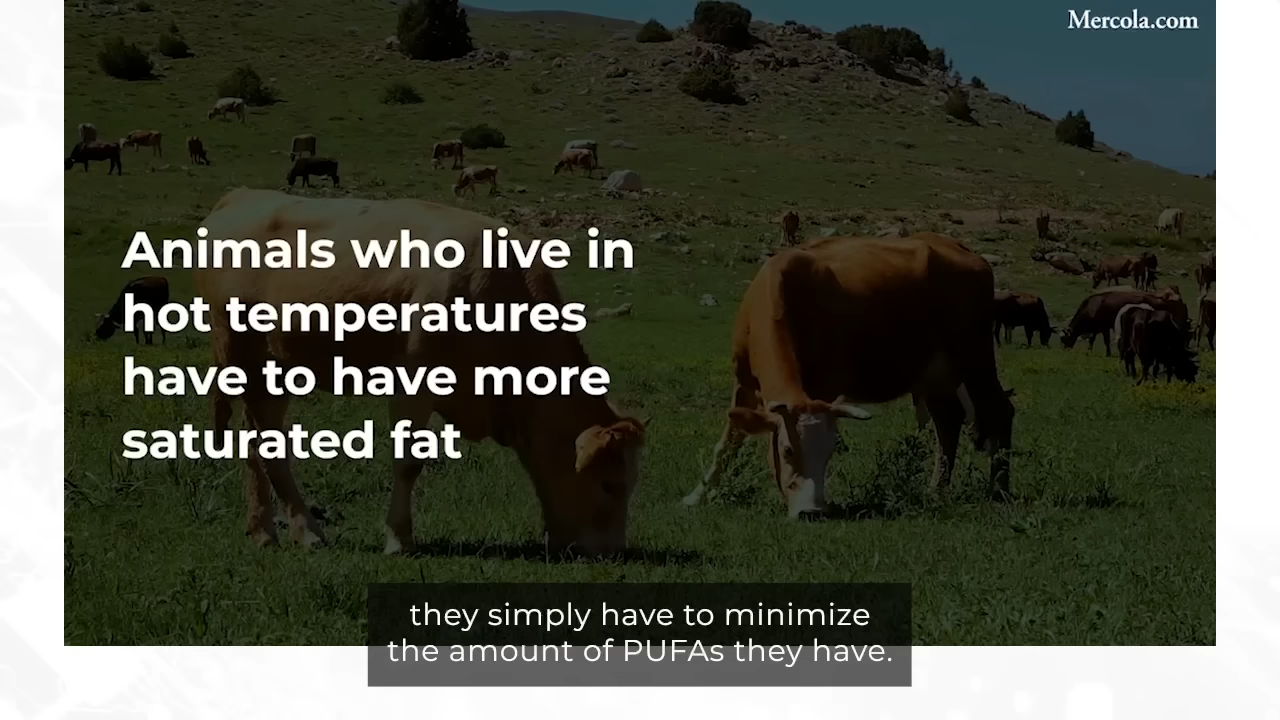 Mercola.com
Animals who live in
hot temperatures
have to have more
saturated fat
they simply have to minimize
the amount of PUFAs they have.